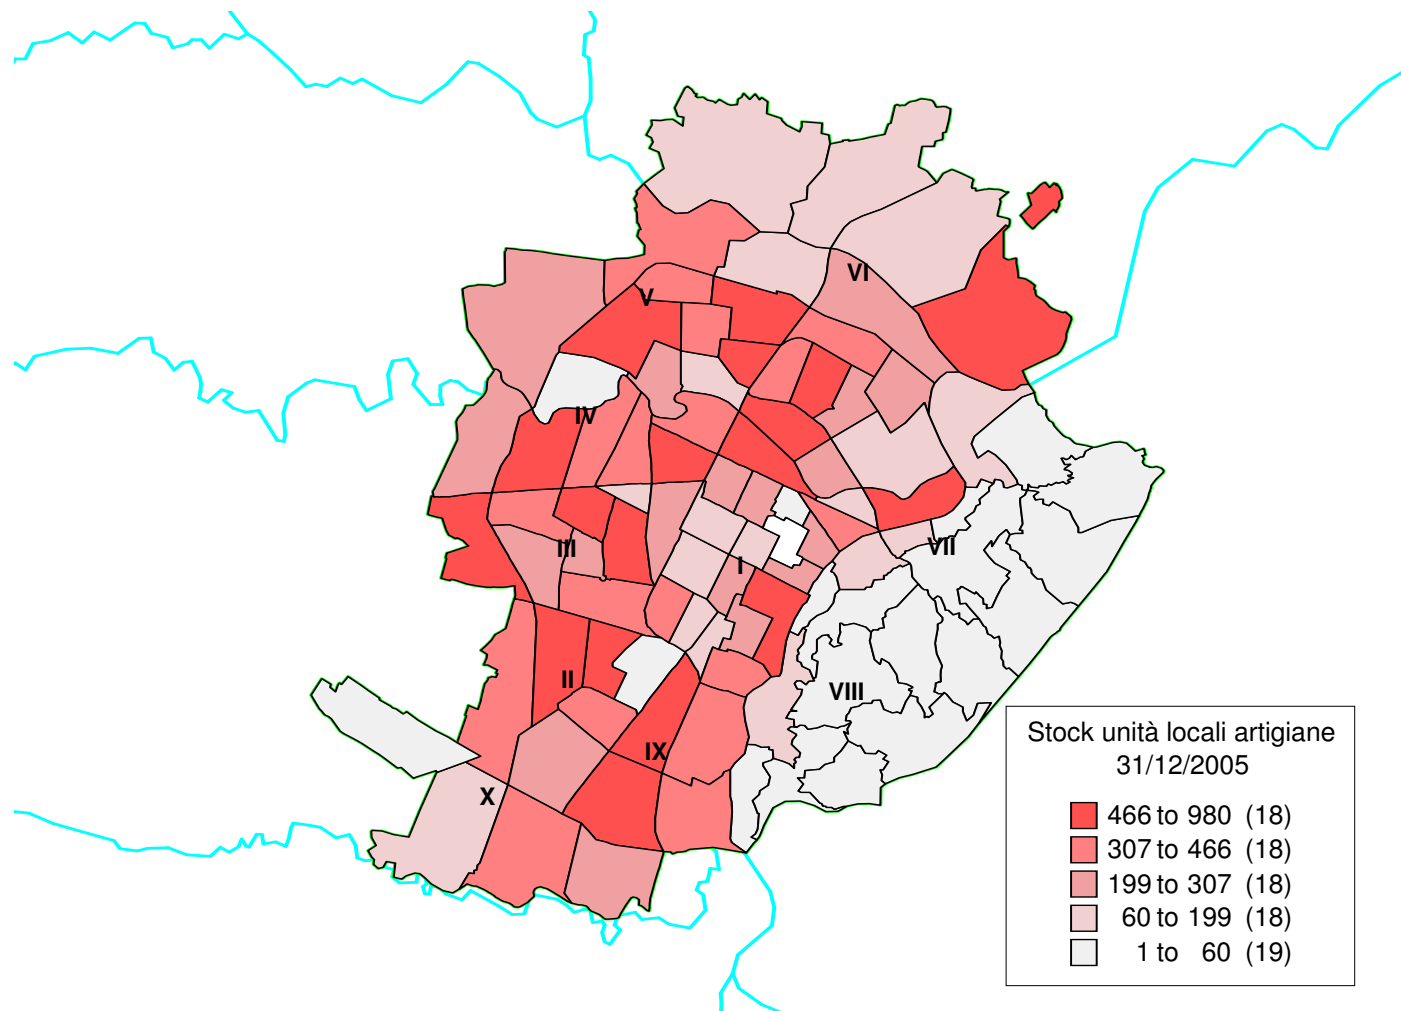 VI
V
IV
III
VII
I
II
VIII
IX
X
Stock unità locali artigiane
31/12/2005
466 to 980 (18)
307 to 466 (18)
199 to 307 (18)
60 to 199 (18)
1 to 60 (19)